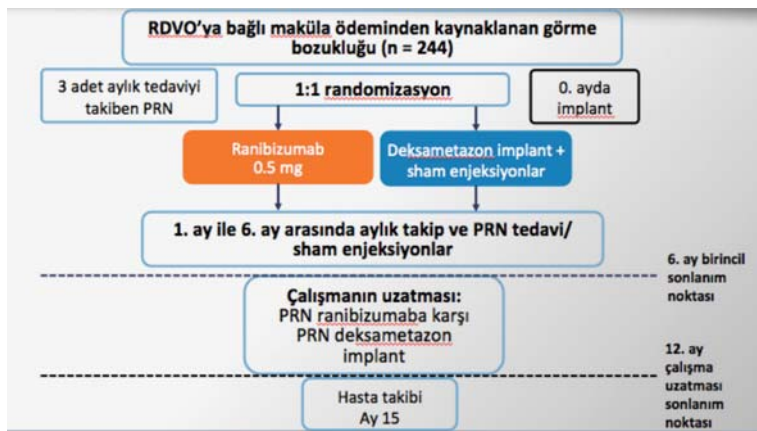 RDVO’ya bağlı maküla ödeminden kaynaklanan görme
bozukluğu (n = 244)
3 adet aylık tedaviyi
takiben PRN
1:1 randomizasyon
0. ayda
implant
Ranibizumab
0.5 mg
Deksametazon implant +
sham enjeksiyonlar
1. ay ile 6. ay arasında aylık takip ve PRN tedavi/
sham enjeksiyonlar
6. ay birincil
sonlanım
noktası
Çalışmanın uzatması:
PRN ranibizumaba karşı
PRN deksametazon
implant
12. ay
çalışma
uzatması
sonlanım
noktası
Hasta takibi
Ay 15